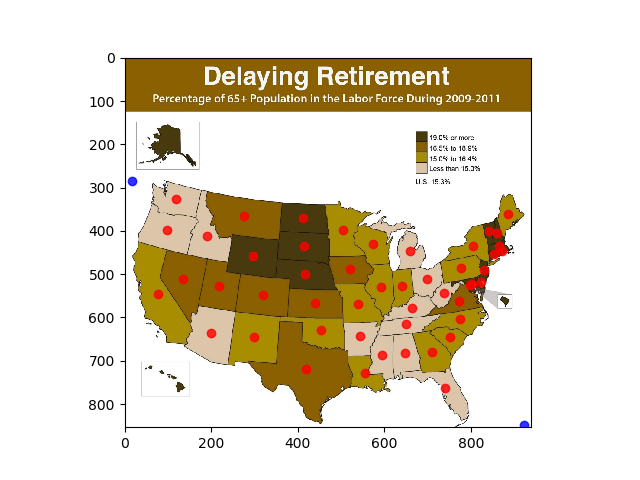 Delaying Retirement
Percentage of 65+ Population in the Labor Force During 2009-2011
19.0% or more
16.5% to 18.9%
15.0% to 16.4%
Less than 15.0%
U.S. 15.3%
0
100
200
300
400
500
600
700
800
0
200
400
600
800